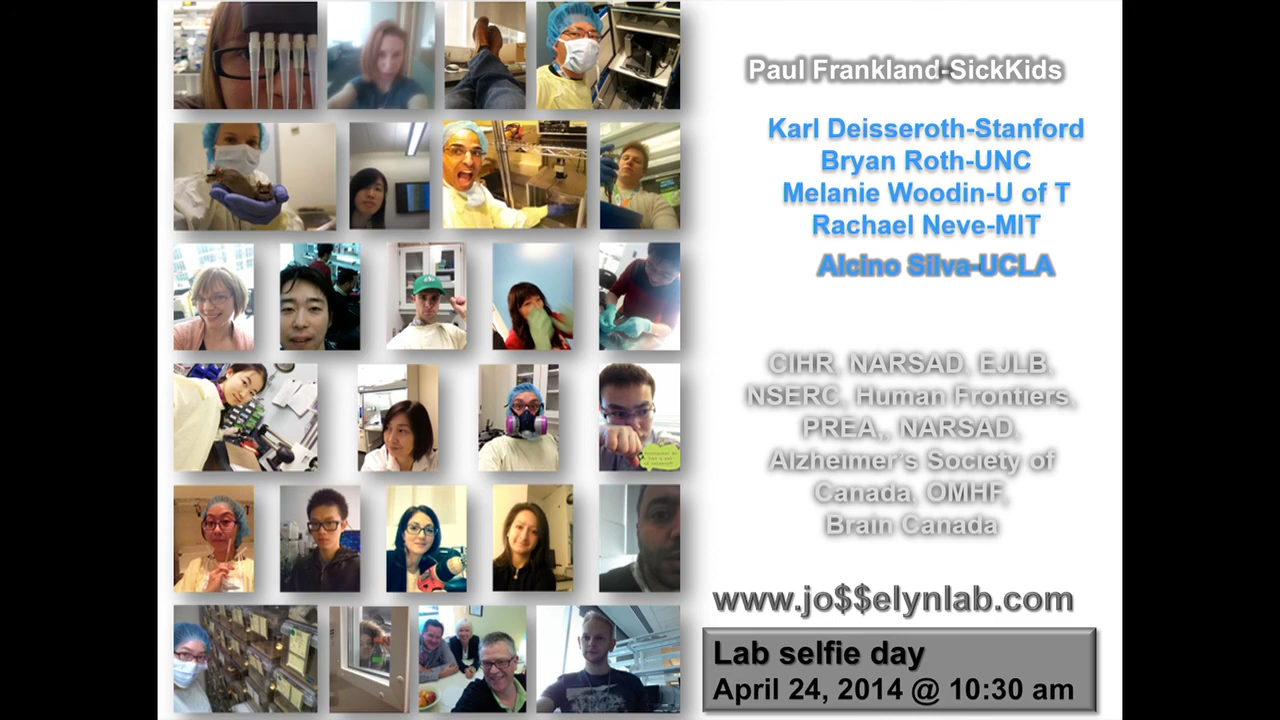 Paul Frankland-SickKids
Karl Deisseroth-Stanford
Bryan Roth-UNC
Melanie Woodin-U of T
Rachael Neve-MIT
Alcino Silva-UCLA
CIHR, NARSAD, EJLB,
NSERC, Human Frontiers,
PREA,, NARSAD,
Alzheimer's Society of
Canada, OMHF,
Brain Canada
www.jo$$elynlab.com
Lab selfie day
April 24, 2014 @ 10:30 am